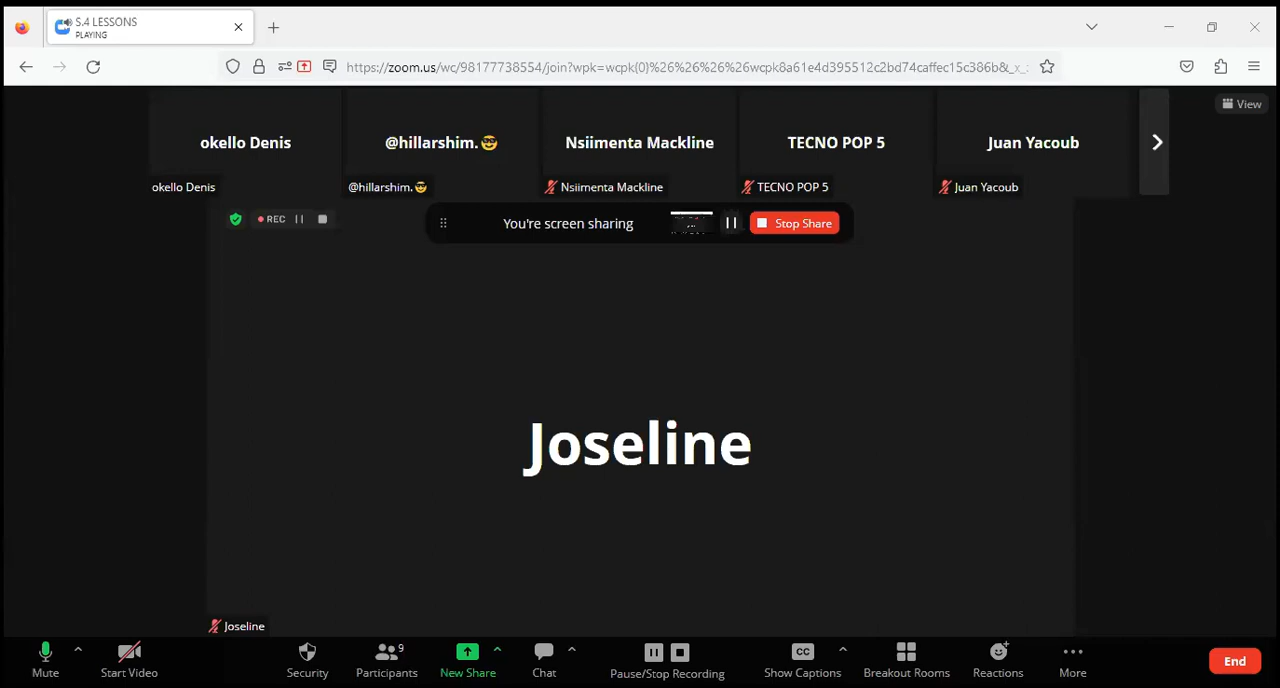 S.4 LESSONS
PLAYING
https://zoom.us/wc/98177738554/join?wpk=wcpk(0)%26%26%26%26wcpk8a61e4d395512c2bd74caffec15c386b&_x_
View
okello Denis
@hillarshim.😎
Nsiimenta Mackline
TECNO POP 5
Juan Yacoub
okello Denis
@hillarshim.😎
Nsiimenta Mackline
TECNO POP 5
Juan Yacoub
REC
You're screen sharing
Stop Share
Joseline
Joseline
9
CC
Mute
Start Video
Security
Participants
New Share
Chat
Pause/Stop Recording
Show Captions
Breakout Rooms
Reactions
More
End